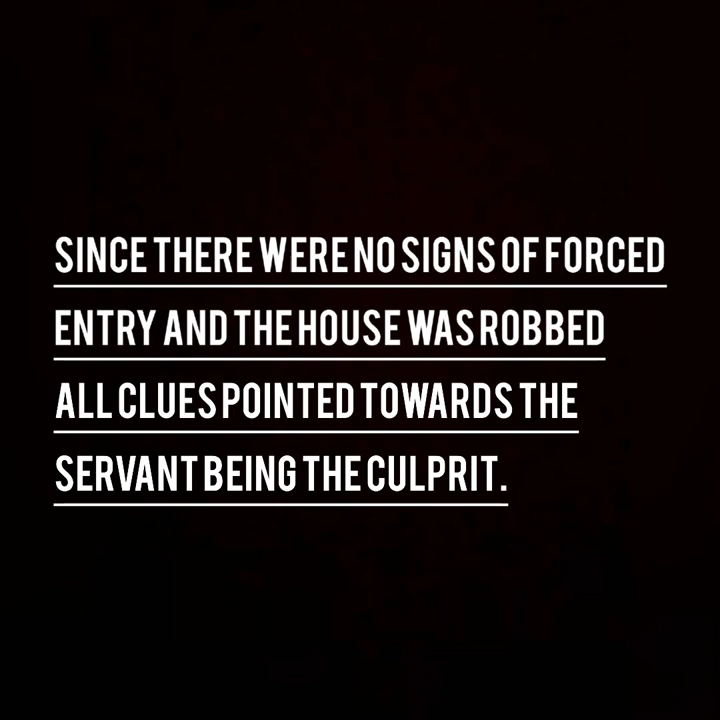 SINCE THERE WERE NO SIGNS OF FORCED
ENTRY AND THE HOUSE WAS ROBBED
ALL CLUES POINTED TOWARDS THE
SERVANT BEING THE CULPRIT.